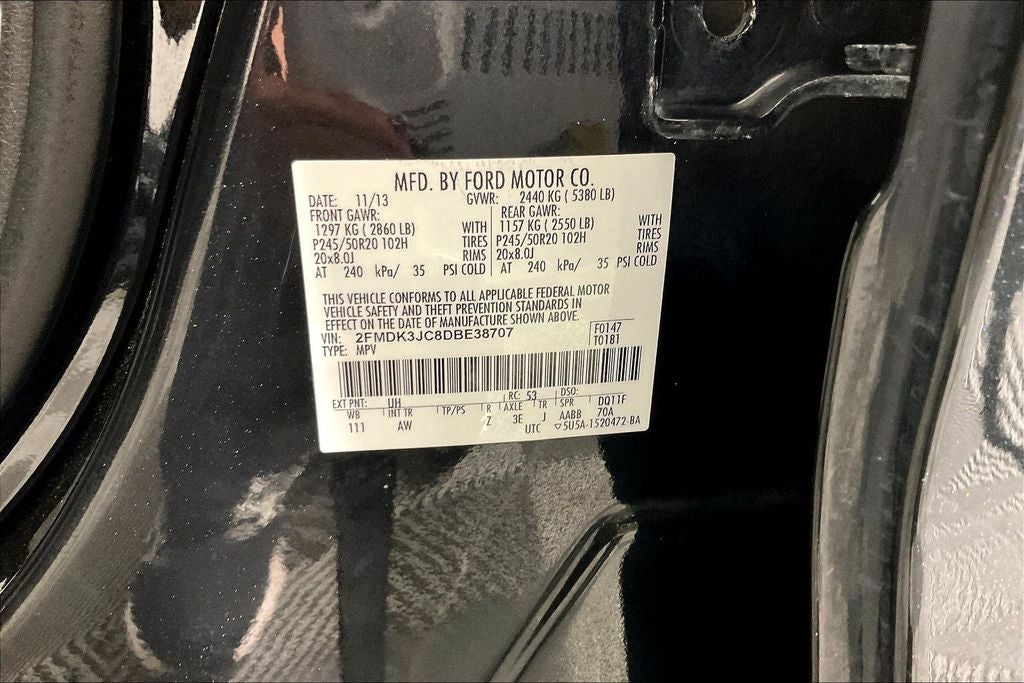 MFD. BY FORD MOTOR CO.
DATE: 11/13 GVWR: 2440 KG ( 5380 LB)
FRONT GAWR: REAR GAWR:
1297 KG ( 2860 LB) WITH 1157 KG ( 2550 LB) WITH
P245/50R20 102H TIRES P245/50R20 102H TIRES
20x8.0J RIMS 20x8.0J RIMS
AT 240 kPa/ 35 PSI COLD AT 240 kPa/ 35 PSI COLD
THIS VEHICLE CONFORMS TO ALL APPLICABLE FEDERAL MOTOR
VEHICLE SAFETY AND THEFT PREVENTION STANDARDS IN
EFFECT ON THE DATE OF MANUFACTURE SHOWN ABOVE.
VIN: 2FMDK3JC8DBE38707 F0147
TYPE: MPV T0181
EXT PNT: UH RC: 53 DSO:
WB INT TR TP/PS R AXLE TR SPR DQ11F
111 AW Z 3E J AABB 70A
UTC ▽5U5A-1520472-BA